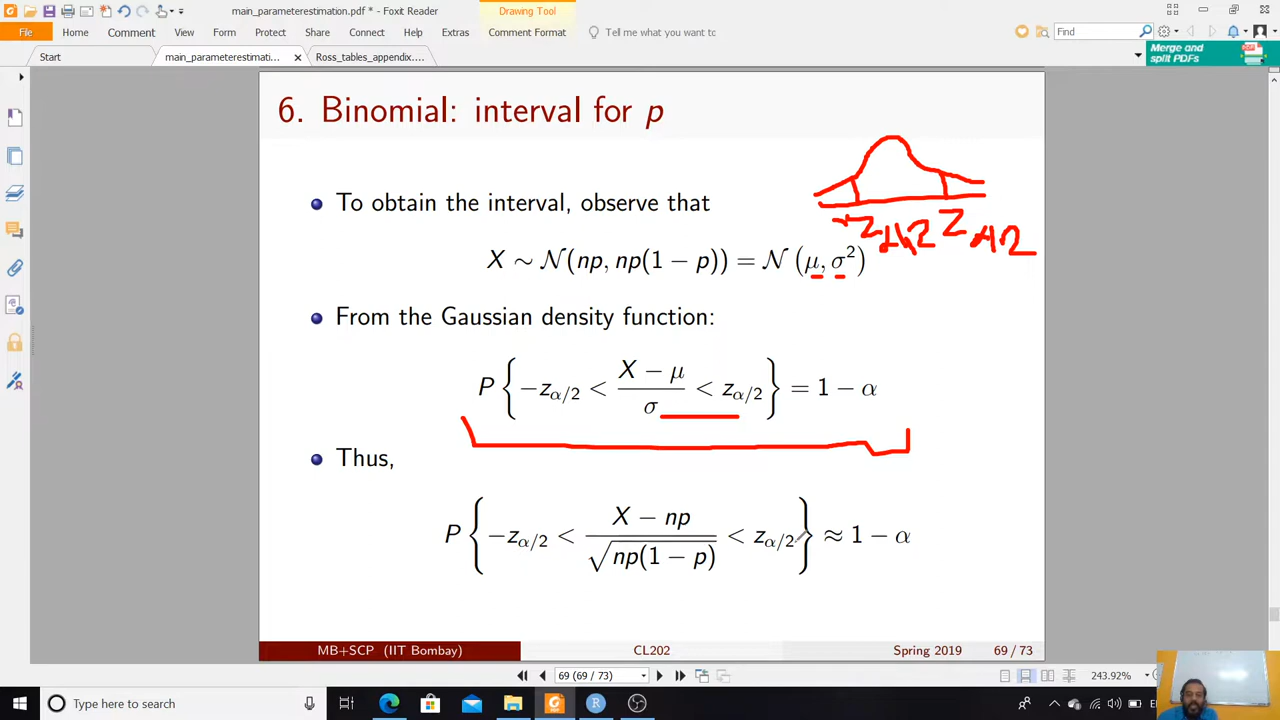 main_parameterestimation.pdf * - Foxit Reader
Drawing Tool
File Home Comment View Form Protect Share Connect Help Extras Comment Format Tell me what you want to
Find
Start main_parameterestimati... × Ross_tables_appendix....
Merge and split PDFs
6. Binomial: interval for p
To obtain the interval, observe that
X ∼ N(np, np(1 − p)) = N (μ, σ²)
From the Gaussian density function:
P{−z_{α/2} < (X − μ)/σ < z_{α/2}} = 1 − α
Thus,
P{−z_{α/2} < (X − np)/√(np(1 − p)) < z_{α/2}} ≈ 1 − α
MB+SCP (IIT Bombay) CL202 Spring 2019 69 / 73
69 (69 / 73) 243.92%
Type here to search